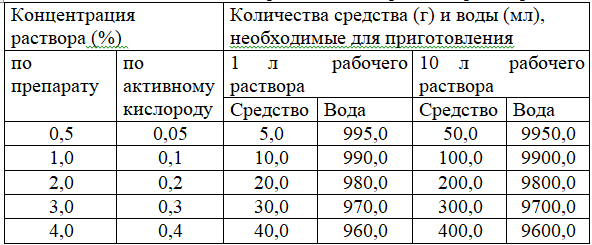 Концентрация раствора (%) Количества средства (г) и воды (мл), необходимые для приготовления
по препарату по активному кислороду 1 л рабочего раствора 10 л рабочего раствора
Средство Вода Средство Вода
0,5 0,05 5,0 995,0 50,0 9950,0
1,0 0,1 10,0 990,0 100,0 9900,0
2,0 0,2 20,0 980,0 200,0 9800,0
3,0 0,3 30,0 970,0 300,0 9700,0
4,0 0,4 40,0 960,0 400,0 9600,0